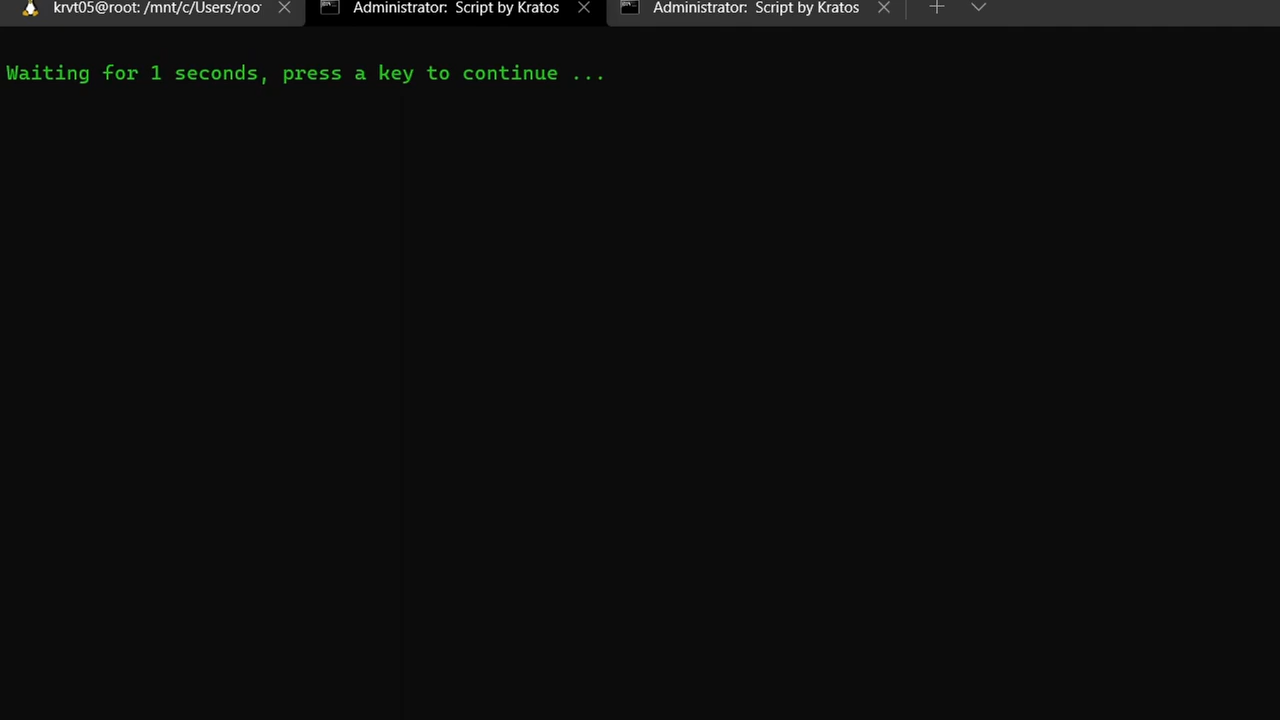 krvt05@root: /mnt/c/Users/roo
Administrator:  Script by Kratos
Administrator:  Script by Kratos
Waiting for 1 seconds, press a key to continue ...